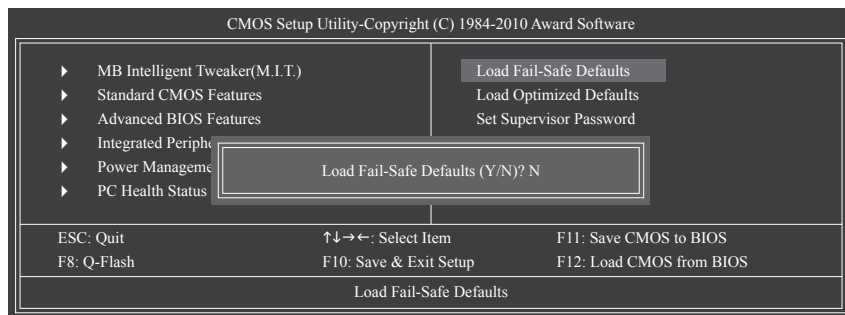 CMOS Setup Utility-Copyright (C) 1984-2010 Award Software
MB Intelligent Tweaker(M.I.T.)
Standard CMOS Features
Advanced BIOS Features
Integrated Periphe
Power Manageme
PC Health Status
Load Fail-Safe Defaults
Load Optimized Defaults
Set Supervisor Password
Load Fail-Safe Defaults (Y/N)? N
ESC: Quit ↑↓→←: Select Item F11: Save CMOS to BIOS
F8: Q-Flash F10: Save & Exit Setup F12: Load CMOS from BIOS
Load Fail-Safe Defaults